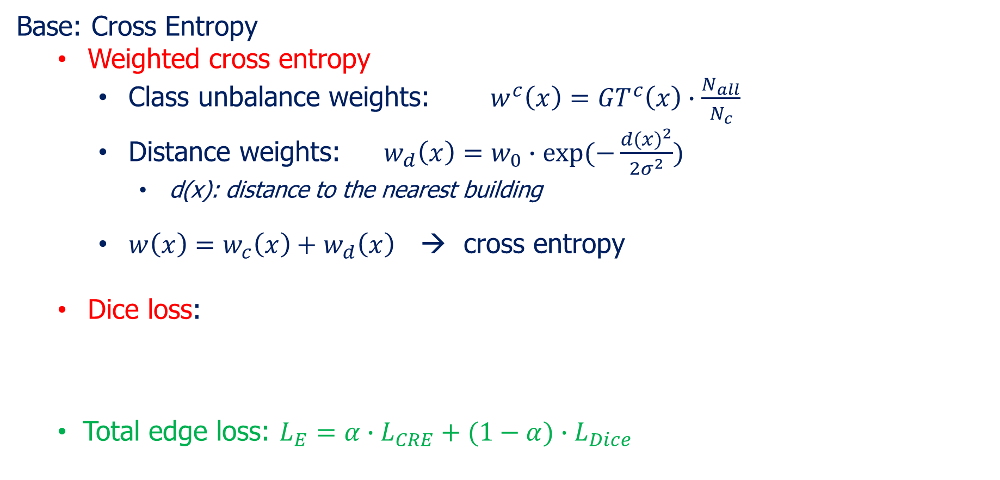 Base: Cross Entropy
• Weighted cross entropy
• Class unbalance weights: $w^c(x) = GT^c(x) \cdot \frac{N_{all}}{N_c}$
• Distance weights: $w_d(x) = w_0 \cdot \exp(-\frac{d(x)^2}{2\sigma^2})$
• d(x): distance to the nearest building
• $w(x) = w_c(x) + w_d(x)$ → cross entropy
• Dice loss:
• Total edge loss: $L_E = \alpha \cdot L_{CRE} + (1 - \alpha) \cdot L_{Dice}$